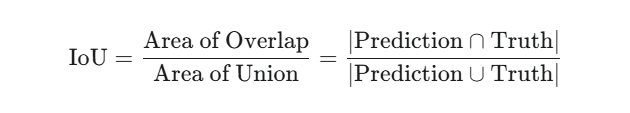 IoU = Area of Overlap / Area of Union = |Prediction ∩ Truth| / |Prediction ∪ Truth|